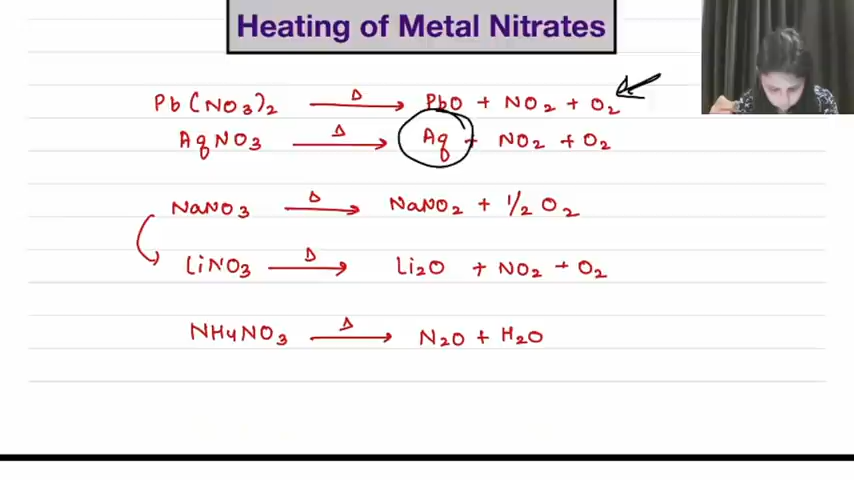 Heating of Metal Nitrates
Pb(NO3)2 —Δ→ PbO + NO2 + O2
AgNO3 —Δ→ Ag + NO2 + O2
NaNO3 —Δ→ NaNO2 + 1/2 O2
LiNO3 —Δ→ Li2O + NO2 + O2
NH4NO3 —Δ→ N2O + H2O